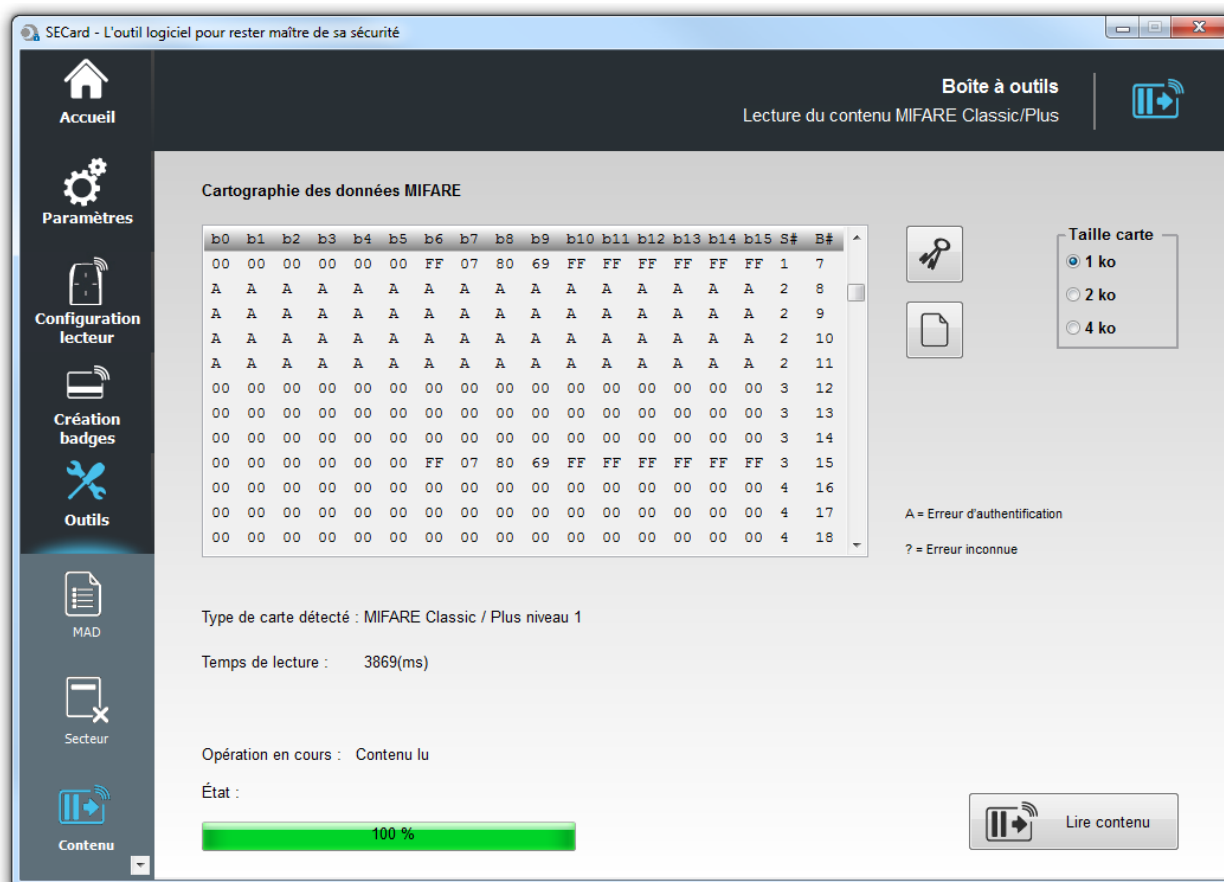 SECard - L'outil logiciel pour rester maître de sa sécurité
Accueil
Boîte à outils
Lecture du contenu MIFARE Classic/Plus
Paramètres
Configuration
lecteur
Création
badges
Outils
MAD
Secteur
Contenu
Cartographie des données MIFARE
b0 b1 b2 b3 b4 b5 b6 b7 b8 b9 b10 b11 b12 b13 b14 b15 S# B#
00 00 00 00 00 00 FF 07 80 69 FF FF FF FF FF FF 1 7
A A A A A A A A A A A A A A A A 2 8
A A A A A A A A A A A A A A A A 2 9
A A A A A A A A A A A A A A A A 2 10
A A A A A A A A A A A A A A A A 2 11
00 00 00 00 00 00 00 00 00 00 00 00 00 00 00 00 3 12
00 00 00 00 00 00 00 00 00 00 00 00 00 00 00 00 3 13
00 00 00 00 00 00 00 00 00 00 00 00 00 00 00 00 3 14
00 00 00 00 00 00 FF 07 80 69 FF FF FF FF FF FF 3 15
00 00 00 00 00 00 00 00 00 00 00 00 00 00 00 00 4 16
00 00 00 00 00 00 00 00 00 00 00 00 00 00 00 00 4 17
00 00 00 00 00 00 00 00 00 00 00 00 00 00 00 00 4 18
Taille carte
1 ko
2 ko
4 ko
A = Erreur d'authentification
? = Erreur inconnue
Type de carte détecté : MIFARE Classic / Plus niveau 1
Temps de lecture : 3869(ms)
Opération en cours : Contenu lu
État :
100 %
Lire contenu